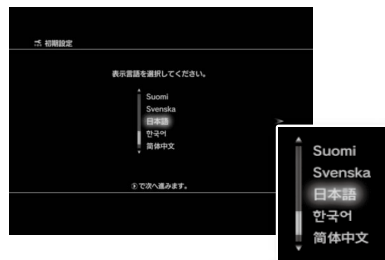 初期設定
表示言語を選択してください。
Suomi
Svenska
日本語
한국어
简体中文
で次へ進みます。
Suomi
Svenska
日本語
한국어
简体中文